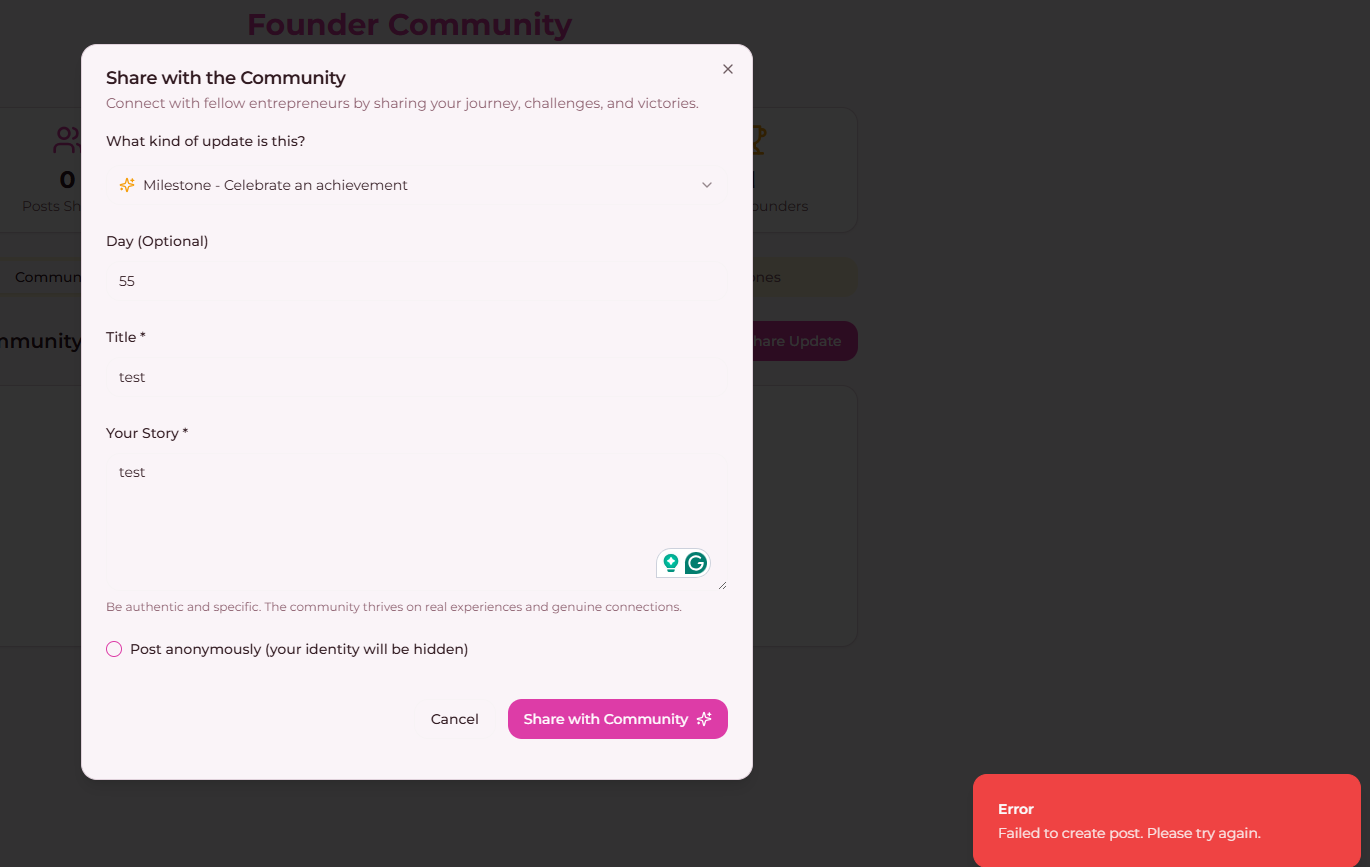 Founder Community
Share with the Community
Connect with fellow entrepreneurs by sharing your journey, challenges, and victories.
What kind of update is this?
Milestone - Celebrate an achievement
0
Posts Sh
ounders
Day (Optional)
Commun
nes
55
Title *
mmunity
hare Update
test
Your Story *
test
G
Be authentic and specific. The community thrives on real experiences and genuine connections.
Post anonymously (your identity will be hidden)
Cancel
Share with Community
Error
Failed to create post. Please try again.